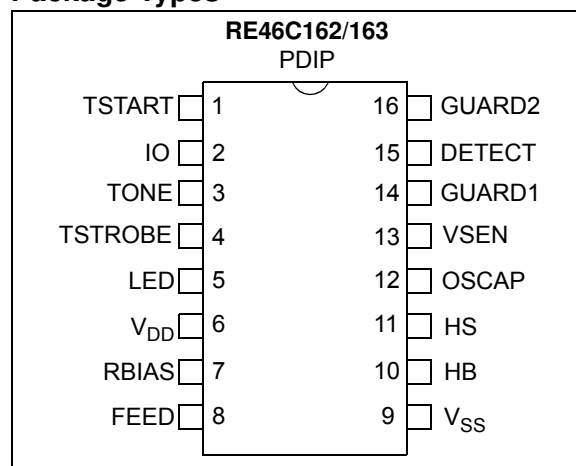 Package Types
RE46C162/163
PDIP
TSTART 1 16 GUARD2
IO 2 15 DETECT
TONE 3 14 GUARD1
TSTROBE 4 13 VSEN
LED 5 12 OSCAP
VDD 6 11 HS
RBIAS 7 10 HB
FEED 8 9 VSS